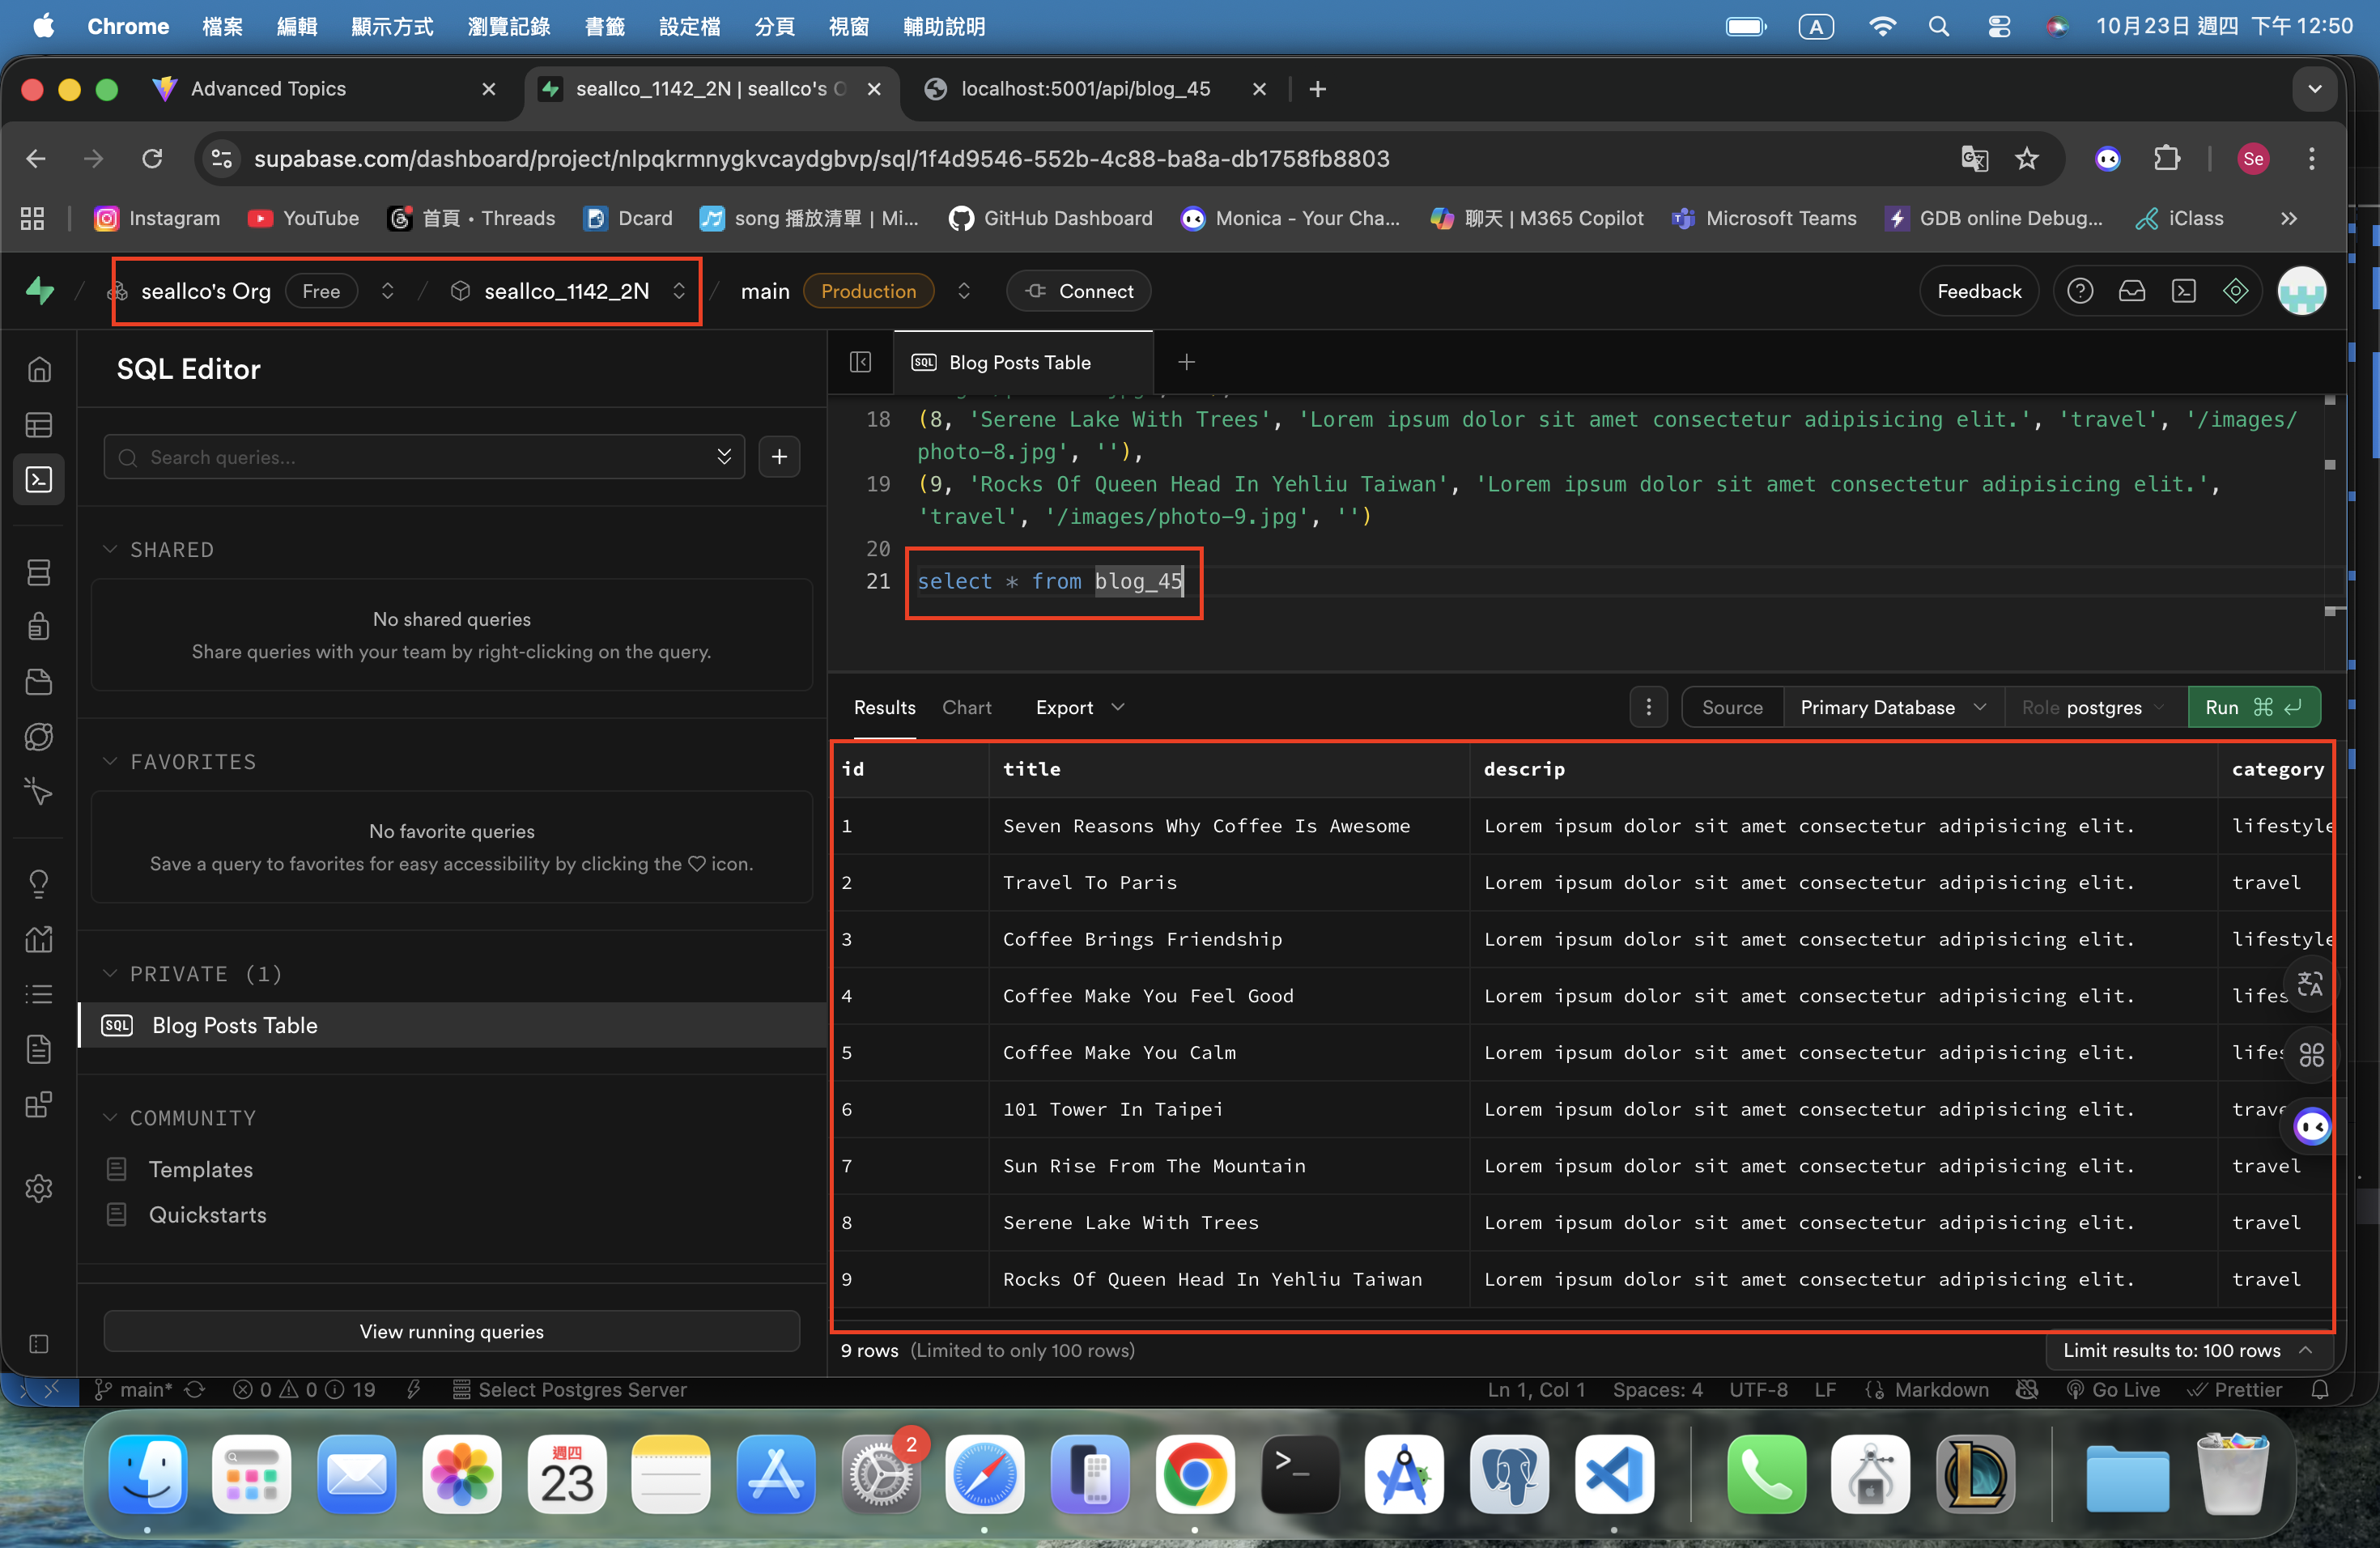 Chrome 檔案 編輯 顯示方式 瀏覽記錄 書籤 設定檔 分頁 視窗 輔助說明 A 10月23日 週四 下午 12:50
Advanced Topics seallco_1142_2N | seallco's O localhost:5001/api/blog_45
supabase.com/dashboard/project/nlpqkrmnygkvcaydgbvp/sql/1f4d9546-552b-4c88-ba8a-db1758fb8803 Se
Instagram YouTube 首頁 • Threads Dcard song 播放清單 | Mi... GitHub Dashboard Monica - Your Cha... 聊天 | M365 Copilot Microsoft Teams GDB online Debug... iClass
seallco's Org Free / seallco_1142_2N / main Production Connect Feedback
SQL Editor
SQL Blog Posts Table
Search queries...
SHARED
No shared queries
Share queries with your team by right-clicking on the query.
FAVORITES
No favorite queries
Save a query to favorites for easy accessibility by clicking the ♡ icon.
PRIVATE (1)
SQL Blog Posts Table
COMMUNITY
Templates
Quickstarts
View running queries
18 (8, 'Serene Lake With Trees', 'Lorem ipsum dolor sit amet consectetur adipisicing elit.', 'travel', '/images/
photo-8.jpg', ''),
19 (9, 'Rocks Of Queen Head In Yehliu Taiwan', 'Lorem ipsum dolor sit amet consectetur adipisicing elit.',
'travel', '/images/photo-9.jpg', '')
20
21 select * from blog_45
Results Chart Export Source Primary Database Role postgres Run ⌘ ↵
id title descrip category
1 Seven Reasons Why Coffee Is Awesome Lorem ipsum dolor sit amet consectetur adipisicing elit. lifestyle
2 Travel To Paris Lorem ipsum dolor sit amet consectetur adipisicing elit. travel
3 Coffee Brings Friendship Lorem ipsum dolor sit amet consectetur adipisicing elit. lifestyle
4 Coffee Make You Feel Good Lorem ipsum dolor sit amet consectetur adipisicing elit. lifes
5 Coffee Make You Calm Lorem ipsum dolor sit amet consectetur adipisicing elit. lifes
6 101 Tower In Taipei Lorem ipsum dolor sit amet consectetur adipisicing elit. trave
7 Sun Rise From The Mountain Lorem ipsum dolor sit amet consectetur adipisicing elit. travel
8 Serene Lake With Trees Lorem ipsum dolor sit amet consectetur adipisicing elit. travel
9 Rocks Of Queen Head In Yehliu Taiwan Lorem ipsum dolor sit amet consectetur adipisicing elit. travel
9 rows (Limited to only 100 rows) Limit results to: 100 rows
main* 0 0 19 Select Postgres Server Ln 1, Col 1 Spaces: 4 UTF-8 LF Markdown Go Live Prettier
週四
23
2